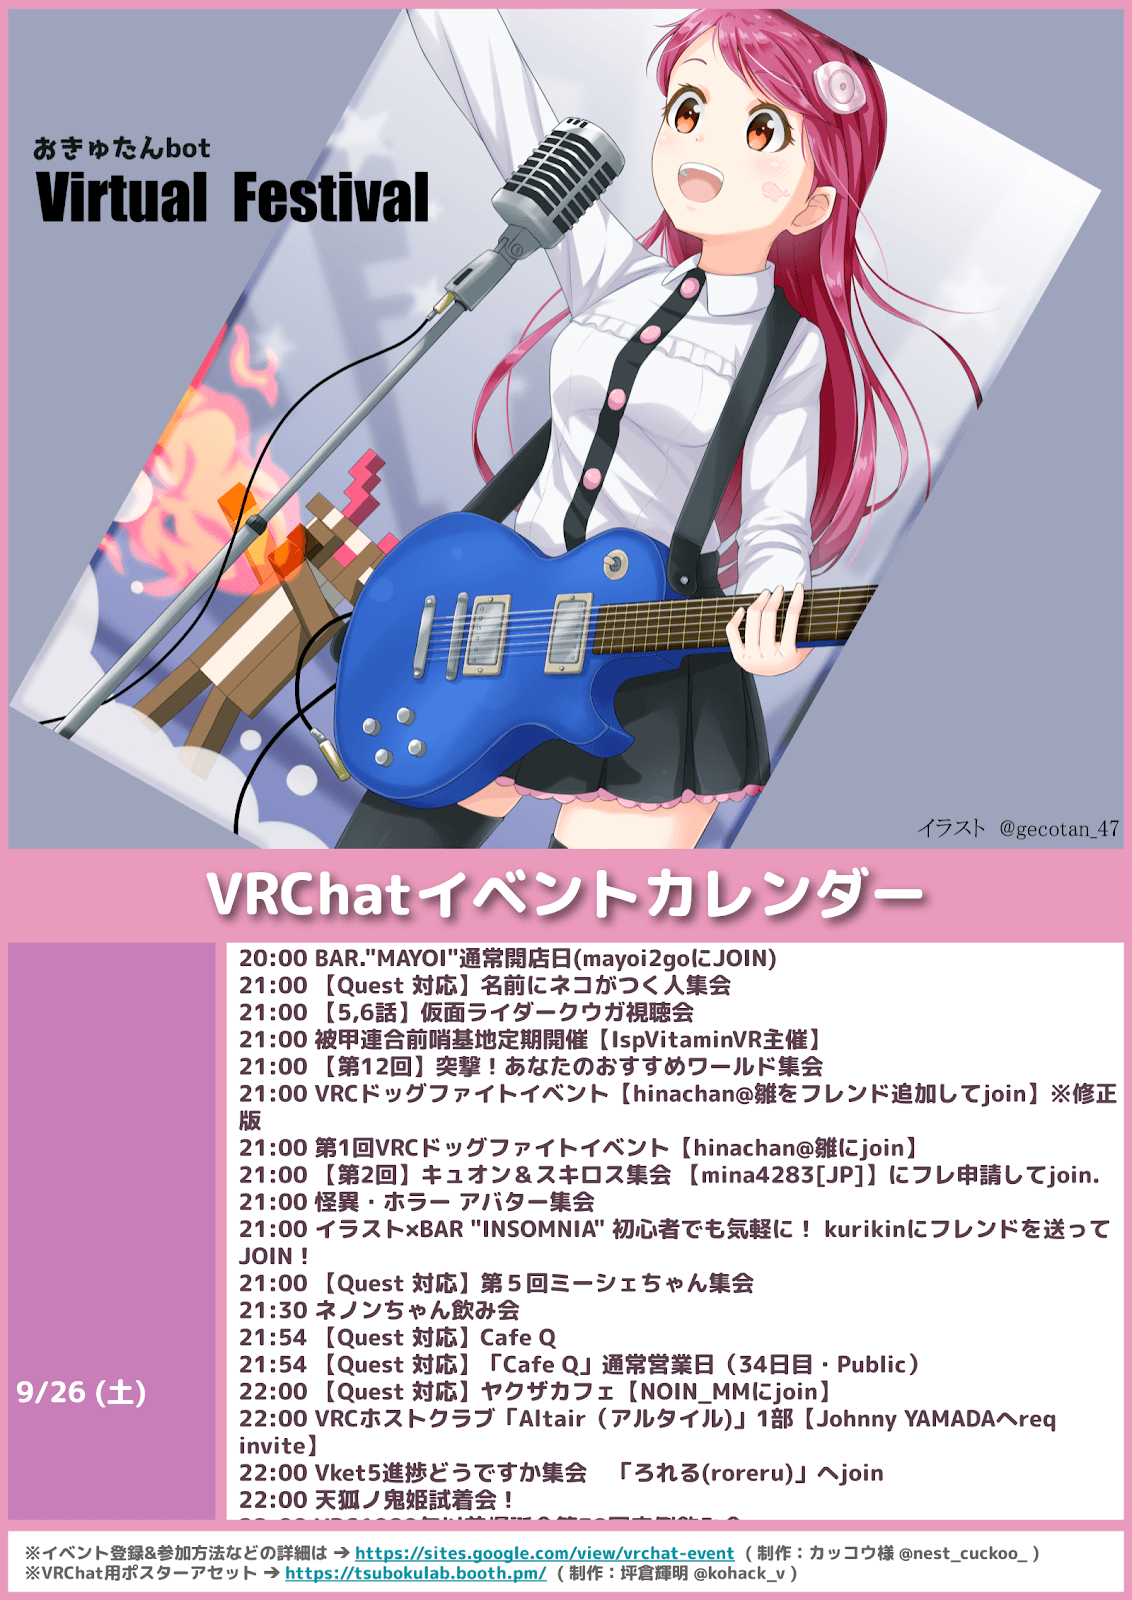 おきゅたんbot
Virtual Festival
イラスト @gecotan_47
VRChatイベントカレンダー
9/26 (土)
20:00 BAR."MAYOI"通常開店日(mayoi2goにJOIN)
21:00 【Quest 対応】名前にネコがつく人集会
21:00 【5,6話】仮面ライダークウガ視聴会
21:00 被甲連合前哨基地定期開催【IspVitaminVR主催】
21:00 【第12回】突撃！あなたのおすすめワールド集会
21:00 VRCドッグファイトイベント【hinachan@雛をフレンド追加してjoin】※修正
版
21:00 第1回VRCドッグファイトイベント【hinachan@雛にjoin】
21:00 【第2回】キュオン＆スキロス集会 【mina4283[JP]】にフレ申請してjoin.
21:00 怪異・ホラー アバター集会
21:00 イラスト×BAR "INSOMNIA" 初心者でも気軽に！ kurikinにフレンドを送って
JOIN！
21:00 【Quest 対応】第５回ミーシェちゃん集会
21:30 ネノンちゃん飲み会
21:54 【Quest 対応】Cafe Q
21:54 【Quest 対応】「Cafe Q」通常営業日（34日目・Public）
22:00 【Quest 対応】ヤクザカフェ【NOIN_MMにjoin】
22:00 VRCホストクラブ「Altair（アルタイル)」1部【Johnny YAMADAへreq
invite】
22:00 Vket5進捗どうですか集会　「ろれる(roreru)」へjoin
22:00 天狐ノ鬼姫試着会！
※イベント登録&参加方法などの詳細は ➔ https://sites.google.com/view/vrchat-event ( 制作：カッコウ様 @nest_cuckoo_ )
※VRChat用ポスターアセット ➔ https://tsubokulab.booth.pm/ ( 制作：坪倉輝明 @kohack_v )